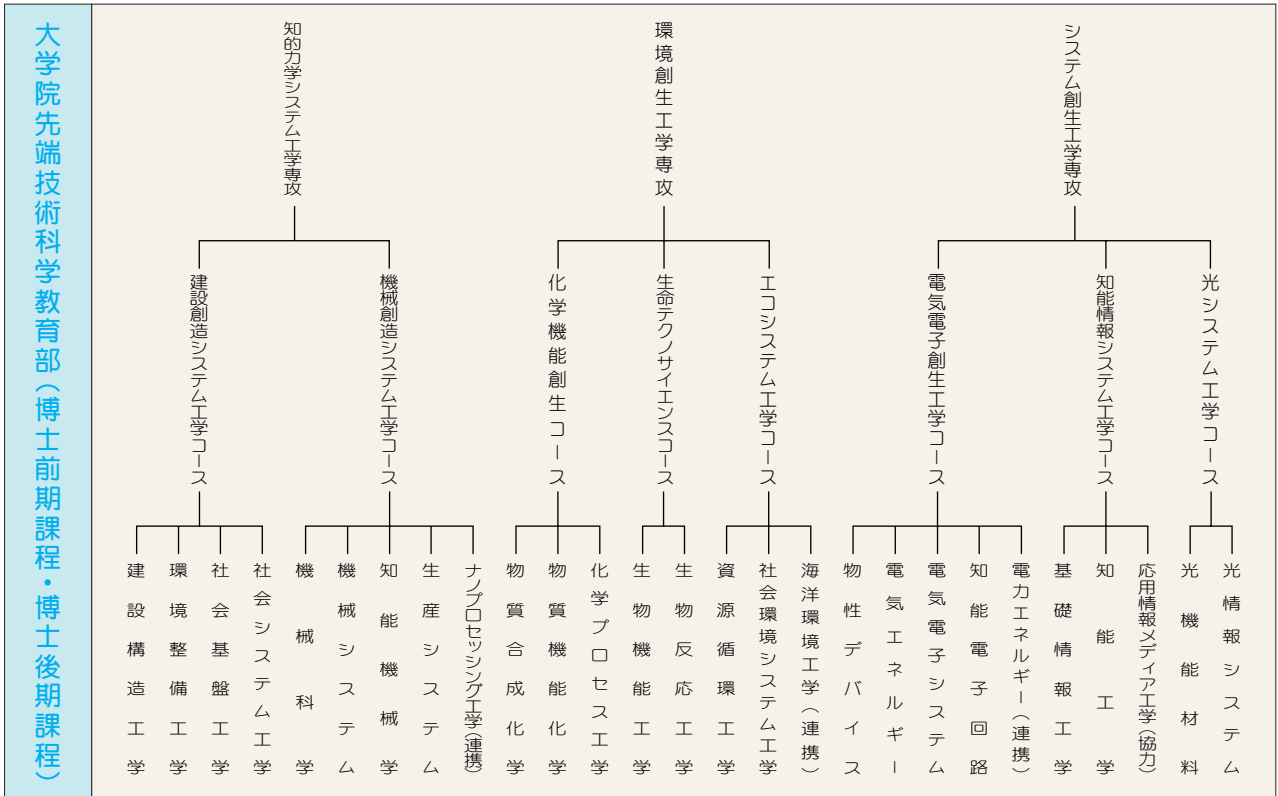 大学院先端技術科学教育部（博士前期課程・博士後期課程）
知的力学システム工学専攻
建設創造システム工学コース
建設構造工学
環境整備工学
社会基盤工学
社会システム工学
機械創造システム工学コース
機械科学
機械システム
知能機械学
生産システム
ナノプロセッシング工学（連携）
環境創生工学専攻
化学機能創生コース
物質合成化学
物質機能化学
化学プロセス工学
生命テクノサイエンスコース
生物機能工学
生物反応工学
エコシステム工学コース
資源循環工学
社会環境システム工学
海洋環境工学（連携）
システム創生工学専攻
電気電子創生工学コース
物性デバイス
電気エネルギー
電気電子システム
知能電子回路
電力エネルギー（連携）
知能情報システム工学コース
基礎情報工学
知能工学
応用情報メディア工学（協力）
光システム工学コース
光機能材料
光情報システム